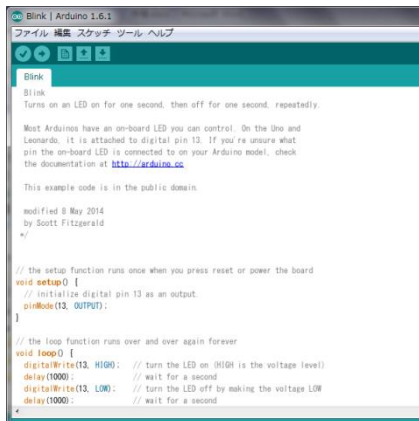 Blink | Arduino 1.6.1
ファイル 編集 スケッチ ツール ヘルプ
Blink
Blink
Turns on an LED on for one second, then off for one second, repeatedly.
Most Arduinos have an on-board LED you can control. On the Uno and
Leonardo, it is attached to digital pin 13. If you're unsure what
pin the on-board LED is connected to on your Arduino model, check
the documentation at http://arduino.cc
This example code is in the public domain.
modified 8 May 2014
by Scott Fitzgerald
*/
// the setup function runs once when you press reset or power the board
void setup() {
// initialize digital pin 13 as an output.
pinMode(13, OUTPUT);
}
// the loop function runs over and over again forever
void loop() {
digitalWrite(13, HIGH); // turn the LED on (HIGH is the voltage level)
delay(1000); // wait for a second
digitalWrite(13, LOW); // turn the LED off by making the voltage LOW
delay(1000); // wait for a second